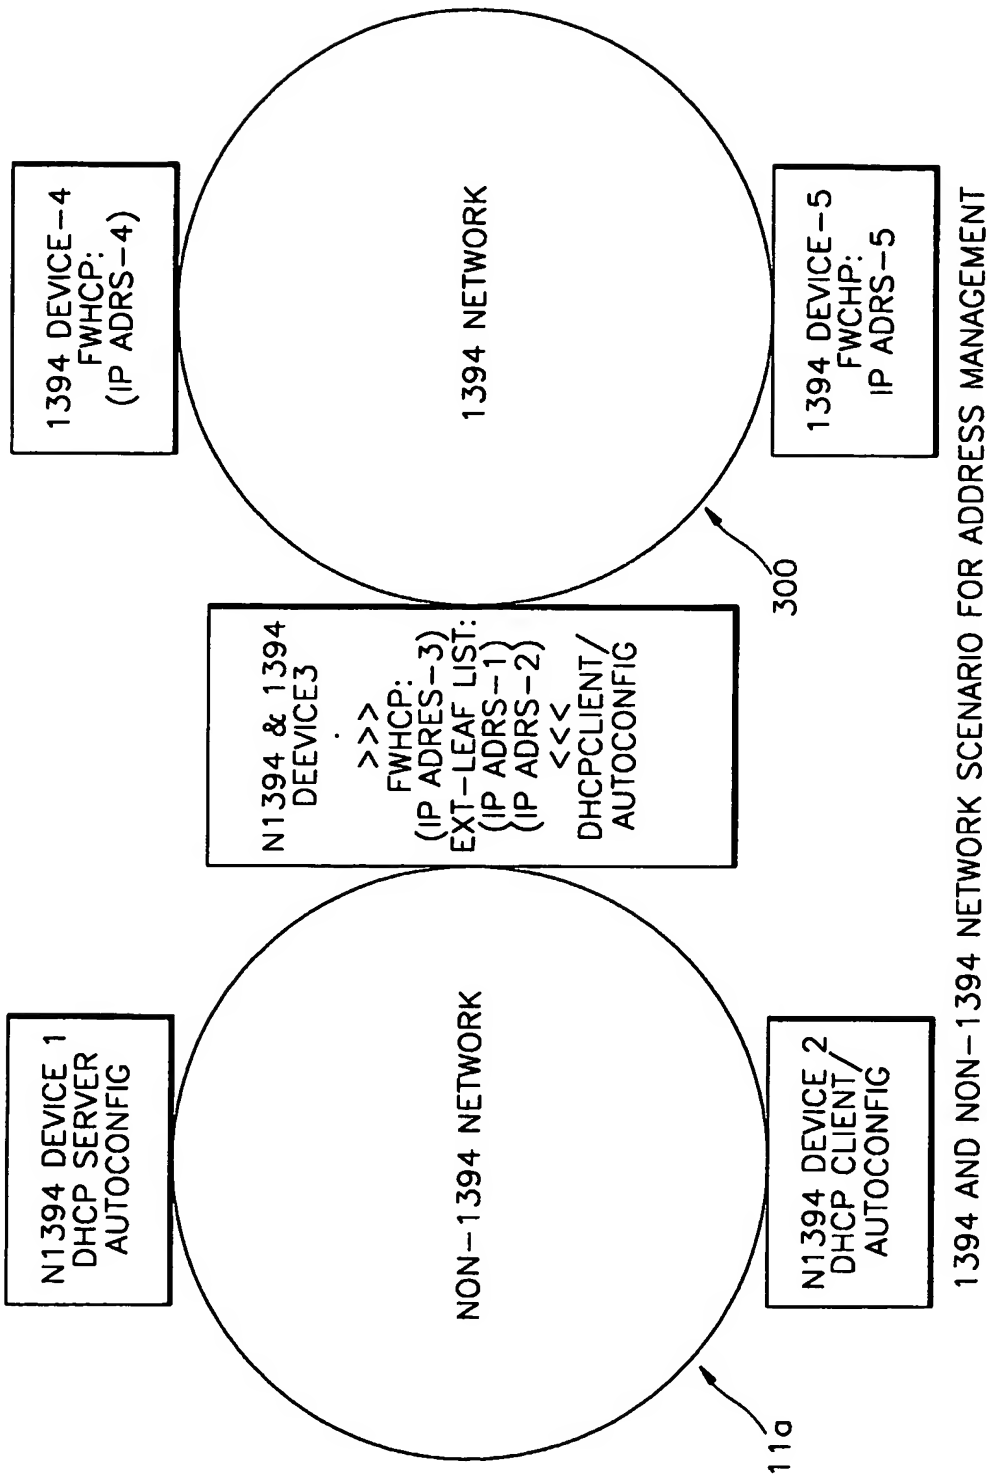 N1394 DEVICE 1
DHCP SERVER
AUTOCONFIG
NON-1394 NETWORK
N1394 DEVICE 2
DHCP CLIENT/
AUTOCONFIG
11a
N1394 & 1394
DEEVICE3
>>>
FWHCP:
(IP ADRES-3)
EXT-LEAF LIST:
(IP ADRS-1)
(IP ADRS-2)
<<<
DHCPCLIENT/
AUTOCONFIG
1394 DEVICE-4
FWHCP:
(IP ADRS-4)
1394 NETWORK
300
1394 DEVICE-5
FWCHP:
IP ADRS-5
1394 AND NON-1394 NETWORK SCENARIO FOR ADDRESS MANAGEMENT